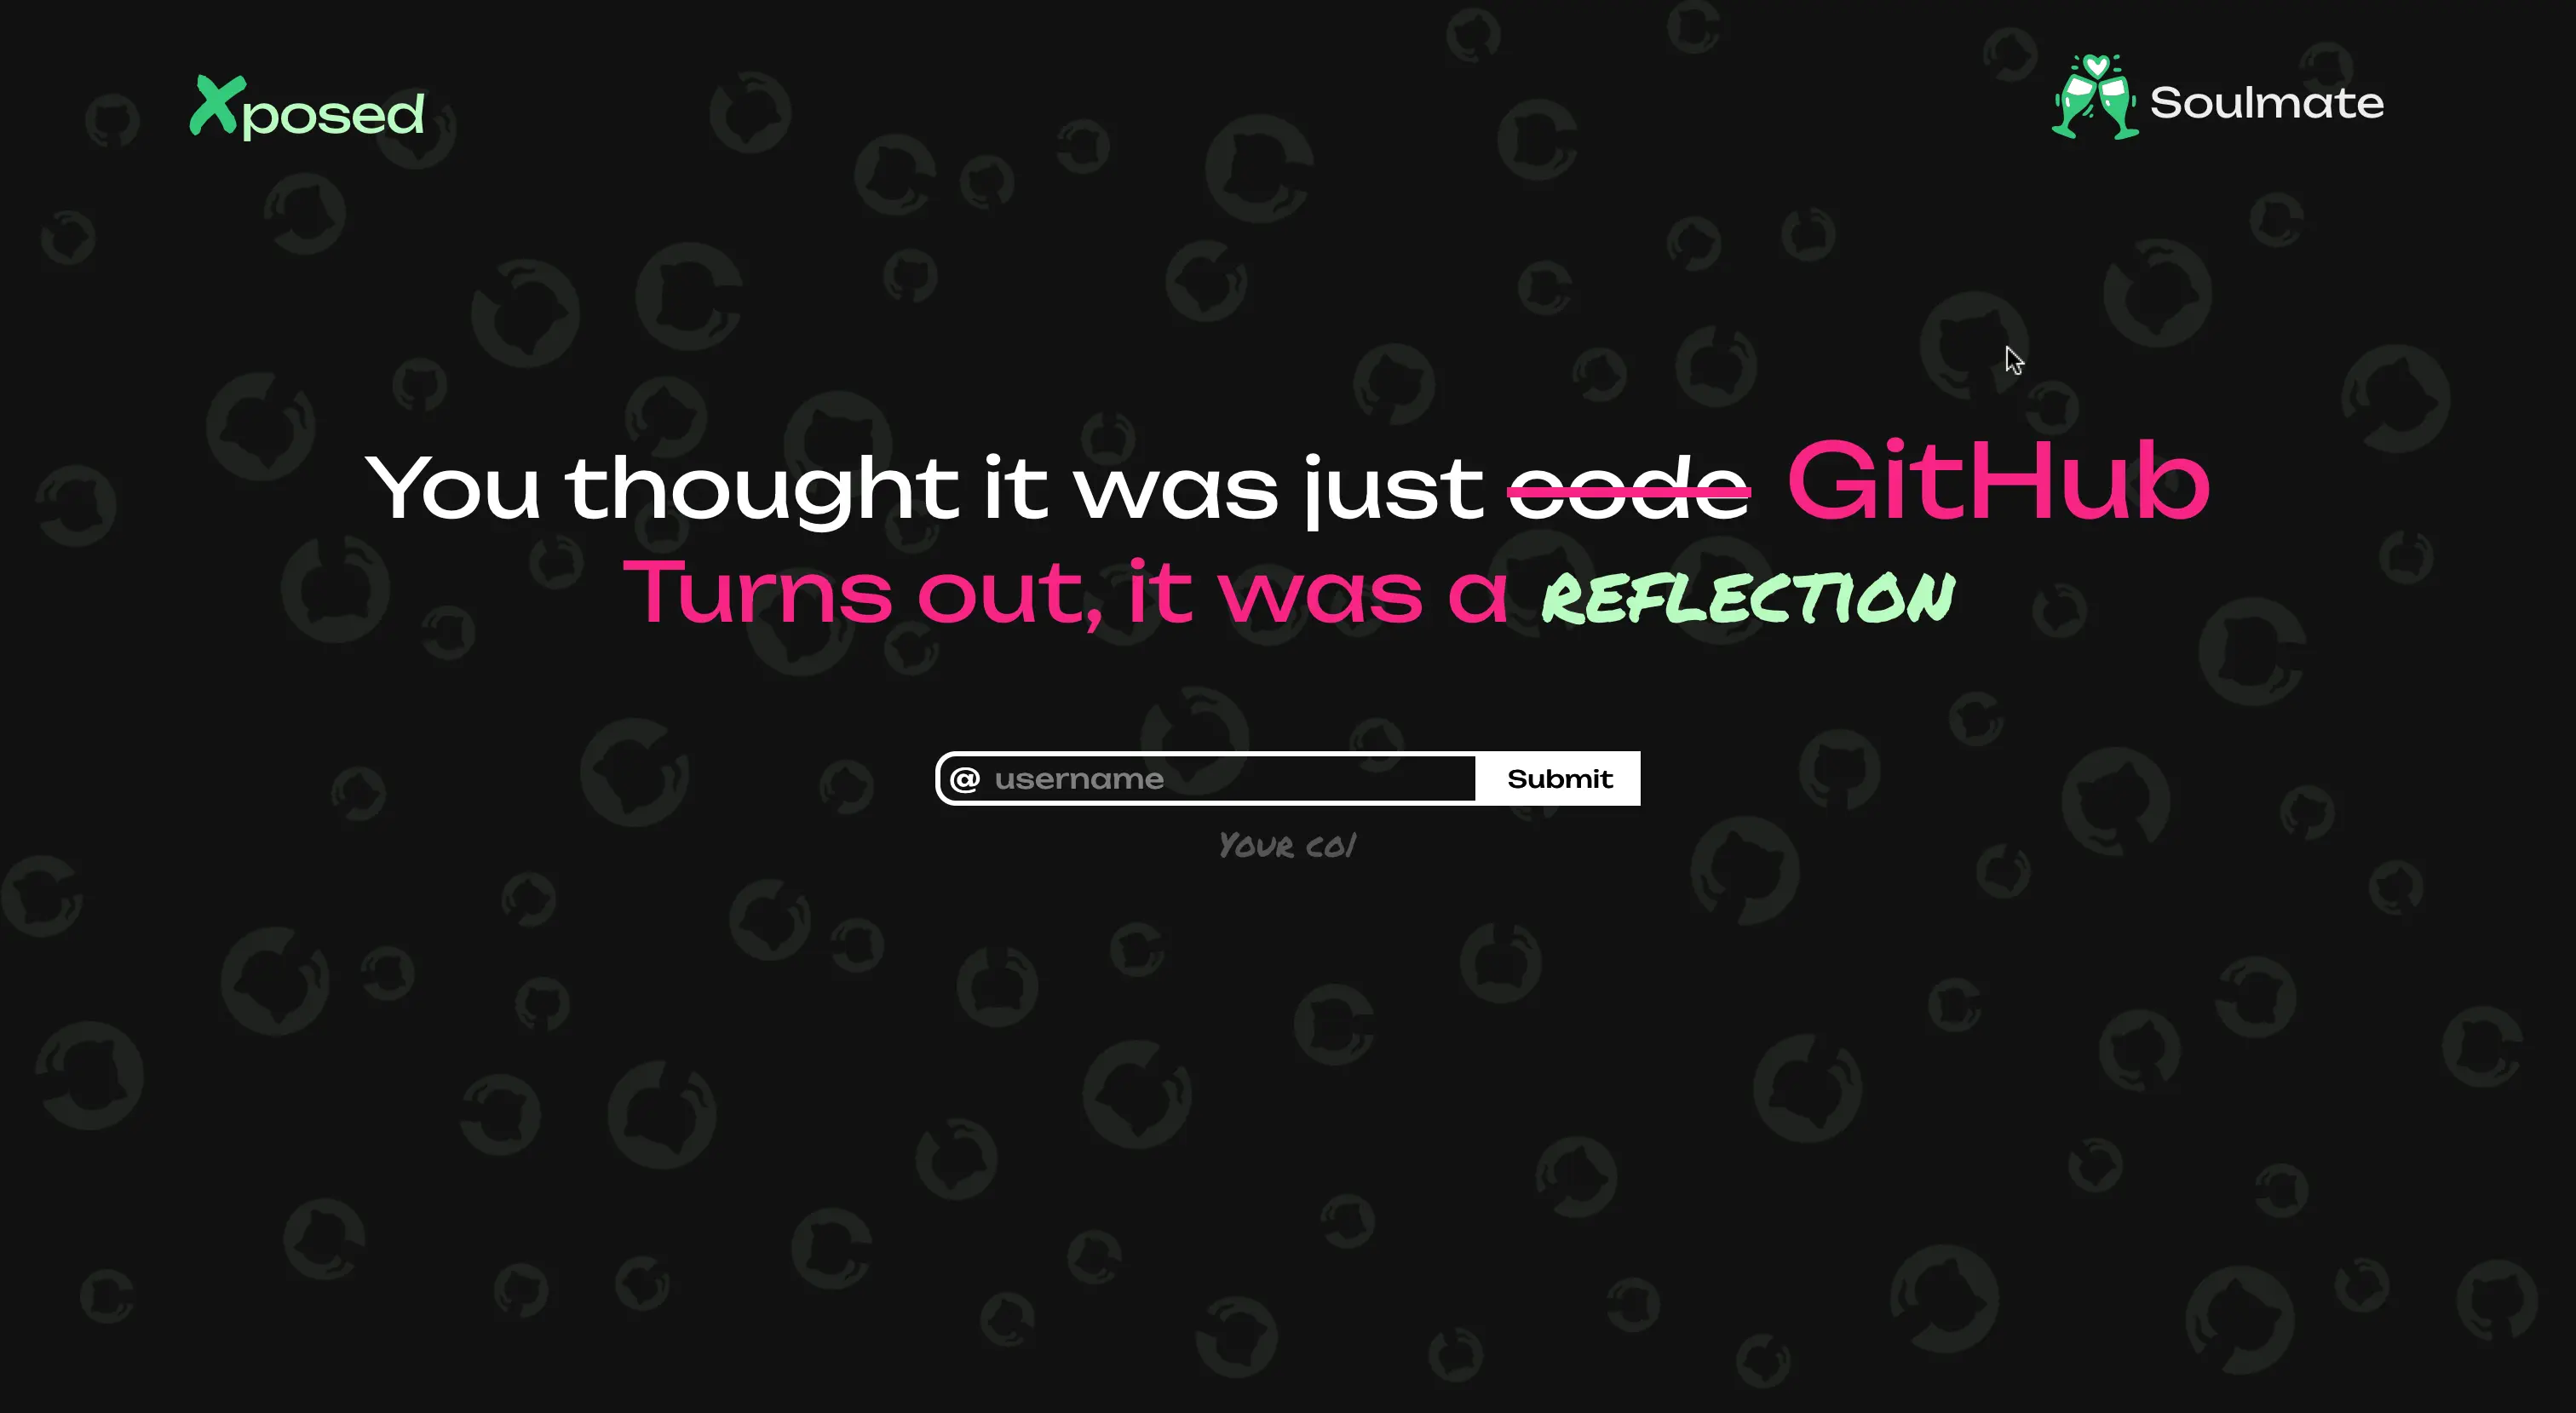 Xposed
Soulmate
You thought it was just code GitHub
Turns out, it was a REFLECTION
@ username
Submit
YOUR CO/